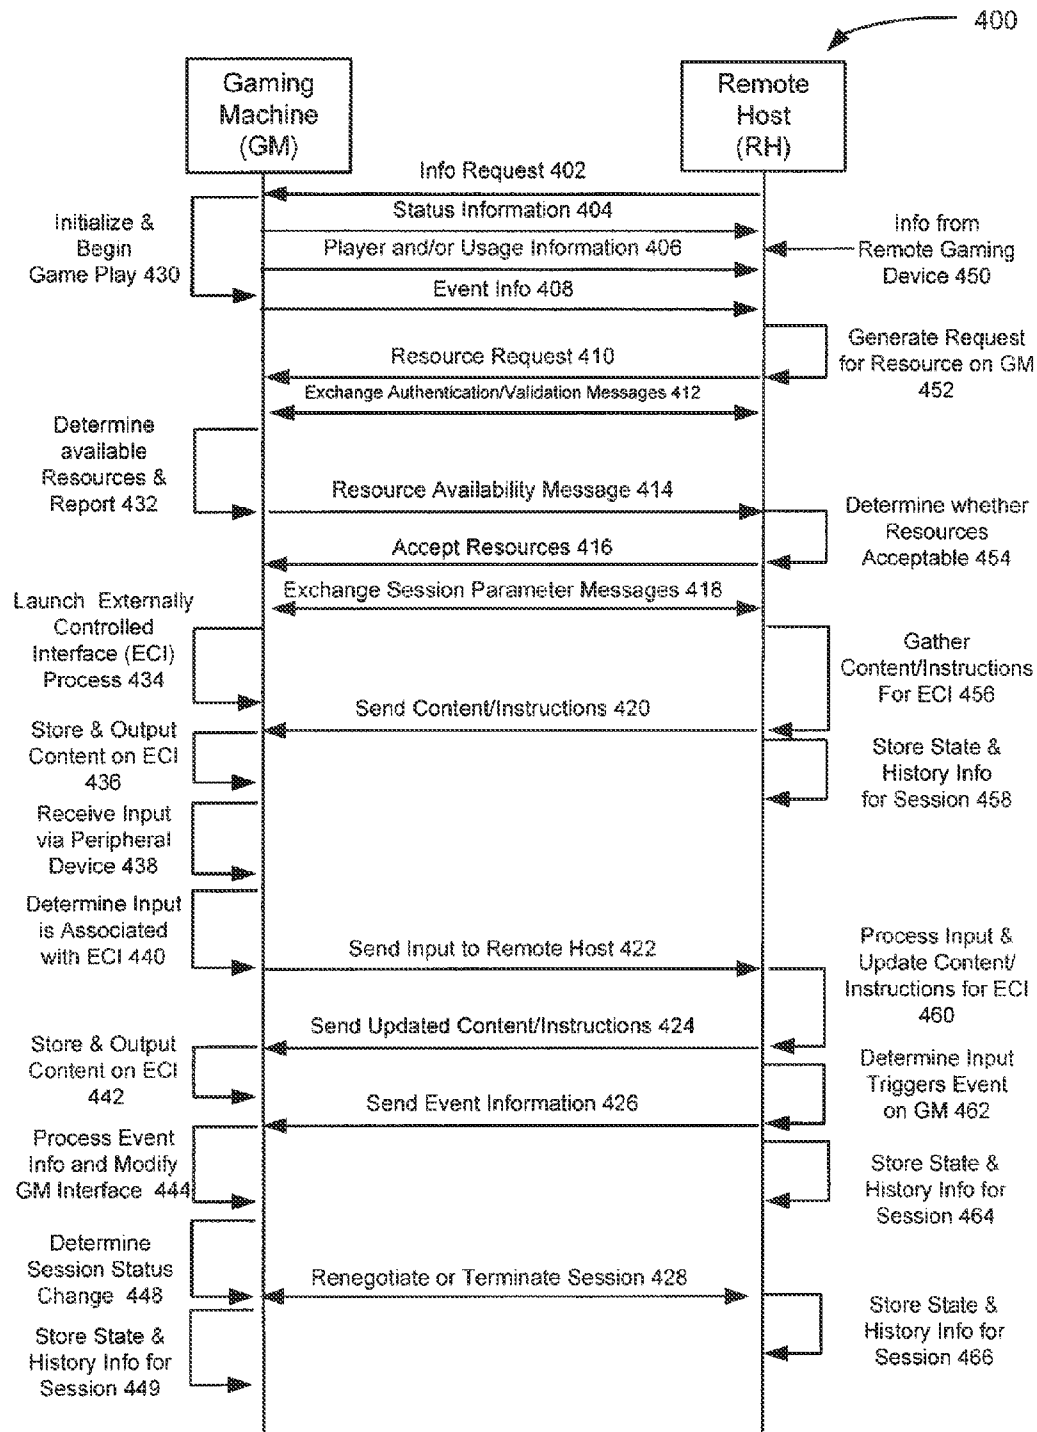 400
Gaming
Machine
(GM)
Remote
Host
(RH)
Info Request 402
Status Information 404
Initialize &
Begin
Game Play 430
Info from
Remote Gaming
Device 450
Player and/or Usage Information 406
Event Info 408
Generate Request
for Resource on GM
452
Resource Request 410
Exchange Authentication/Validation Messages 412
Determine
available
Resources &
Report 432
Resource Availability Message 414
Determine whether
Resources
Acceptable 454
Accept Resources 416
Exchange Session Parameter Messages 418
Launch Externally
Controlled
Interface (ECI)
Process 434
Gather
Content/Instructions
For ECI 456
Send Content/Instructions 420
Store & Output
Content on ECI
436
Store State &
History Info
for Session 458
Receive Input
via Peripheral
Device 438
Determine Input
is Associated
with ECI 440
Send Input to Remote Host 422
Process Input &
Update Content/
Instructions for ECI
460
Send Updated Content/Instructions 424
Store & Output
Content on ECI
442
Determine Input
Triggers Event
on GM 462
Send Event Information 426
Process Event
Info and Modify
GM Interface 444
Store State &
History Info for
Session 464
Determine
Session Status
Change 448
Renegotiate or Terminate Session 428
Store State &
History Info for
Session 466
Store State &
History Info for
Session 449